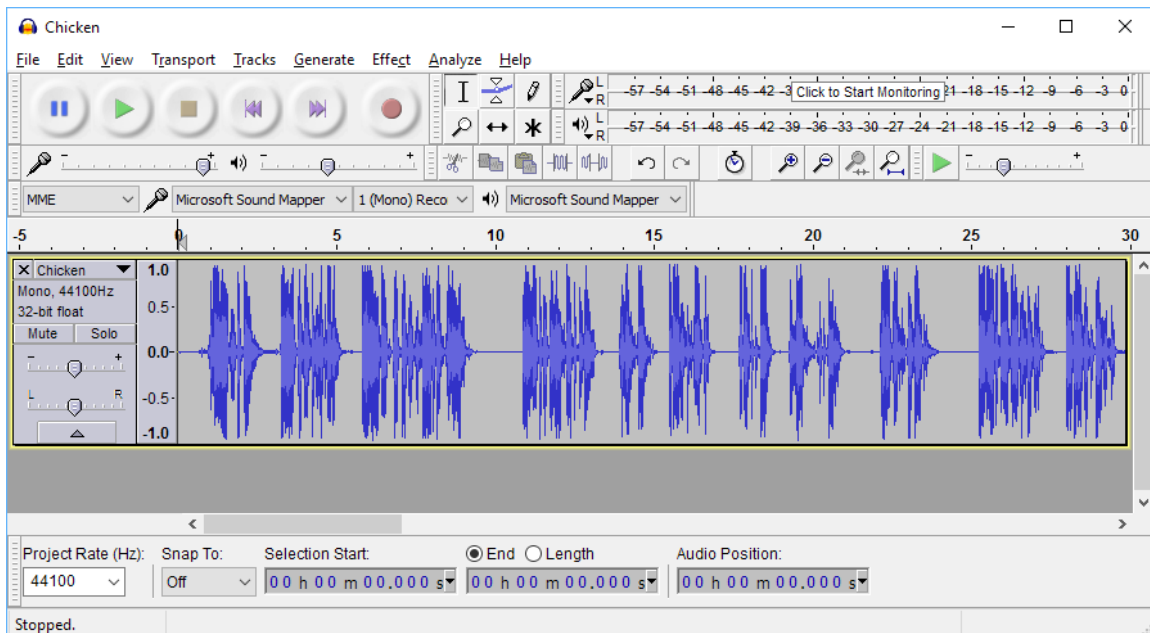 Chicken
File Edit View Transport Tracks Generate Effect Analyze Help
L -57 -54 -51 -48 -45 -42 Click to Start Monitoring -18 -15 -12 -9 -6 -3 0
R
L -57 -54 -51 -48 -45 -42 -39 -36 -33 -30 -27 -24 -21 -18 -15 -12 -9 -6 -3 0
R
- + - + - +
MME Microsoft Sound Mapper 1 (Mono) Reco Microsoft Sound Mapper
-5 0 5 10 15 20 25 30
Chicken 1.0
Mono, 44100Hz
32-bit float 0.5
Mute Solo
- + 0.0
L R -0.5
-1.0
Project Rate (Hz): Snap To: Selection Start: End Length Audio Position:
44100 Off 00 h 00 m 00.000 s 00 h 00 m 00.000 s 00 h 00 m 00.000 s
Stopped.